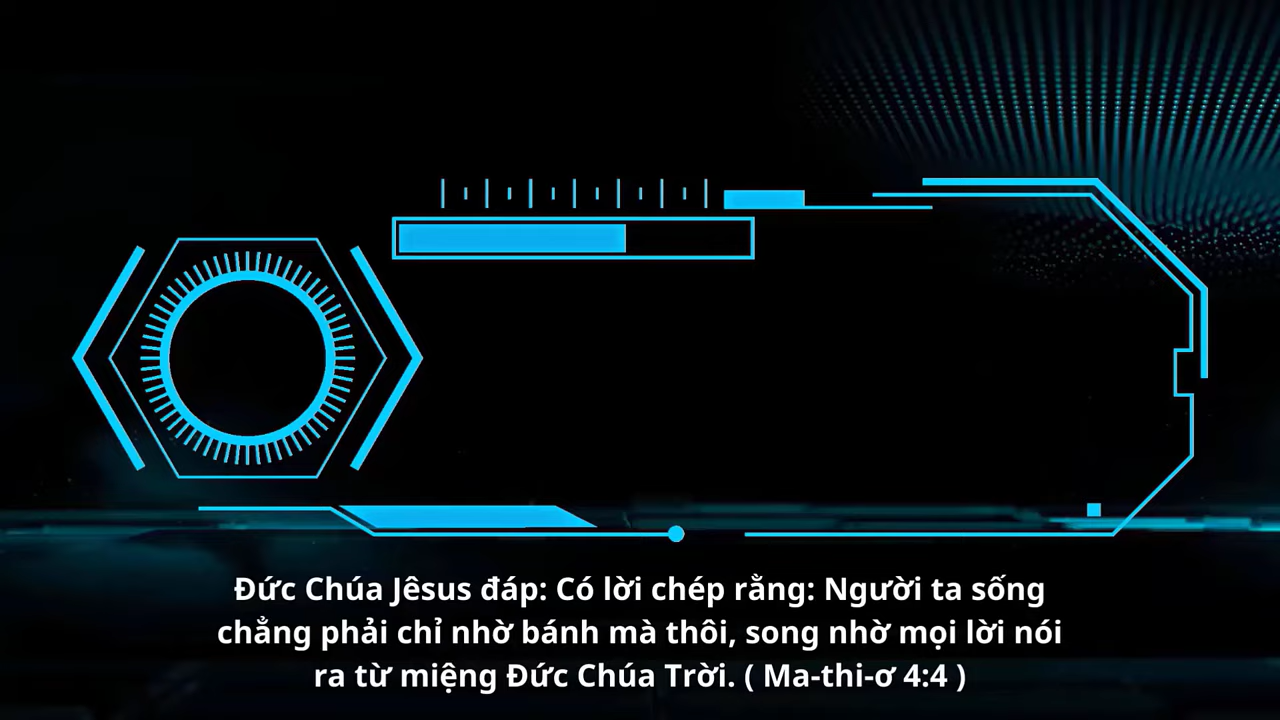 Đức Chúa Jêsus đáp: Có lời chép rằng: Người ta sống
chẳng phải chỉ nhờ bánh mà thôi, song nhờ mọi lời nói
ra từ miệng Đức Chúa Trời. ( Ma-thi-ơ 4:4 )